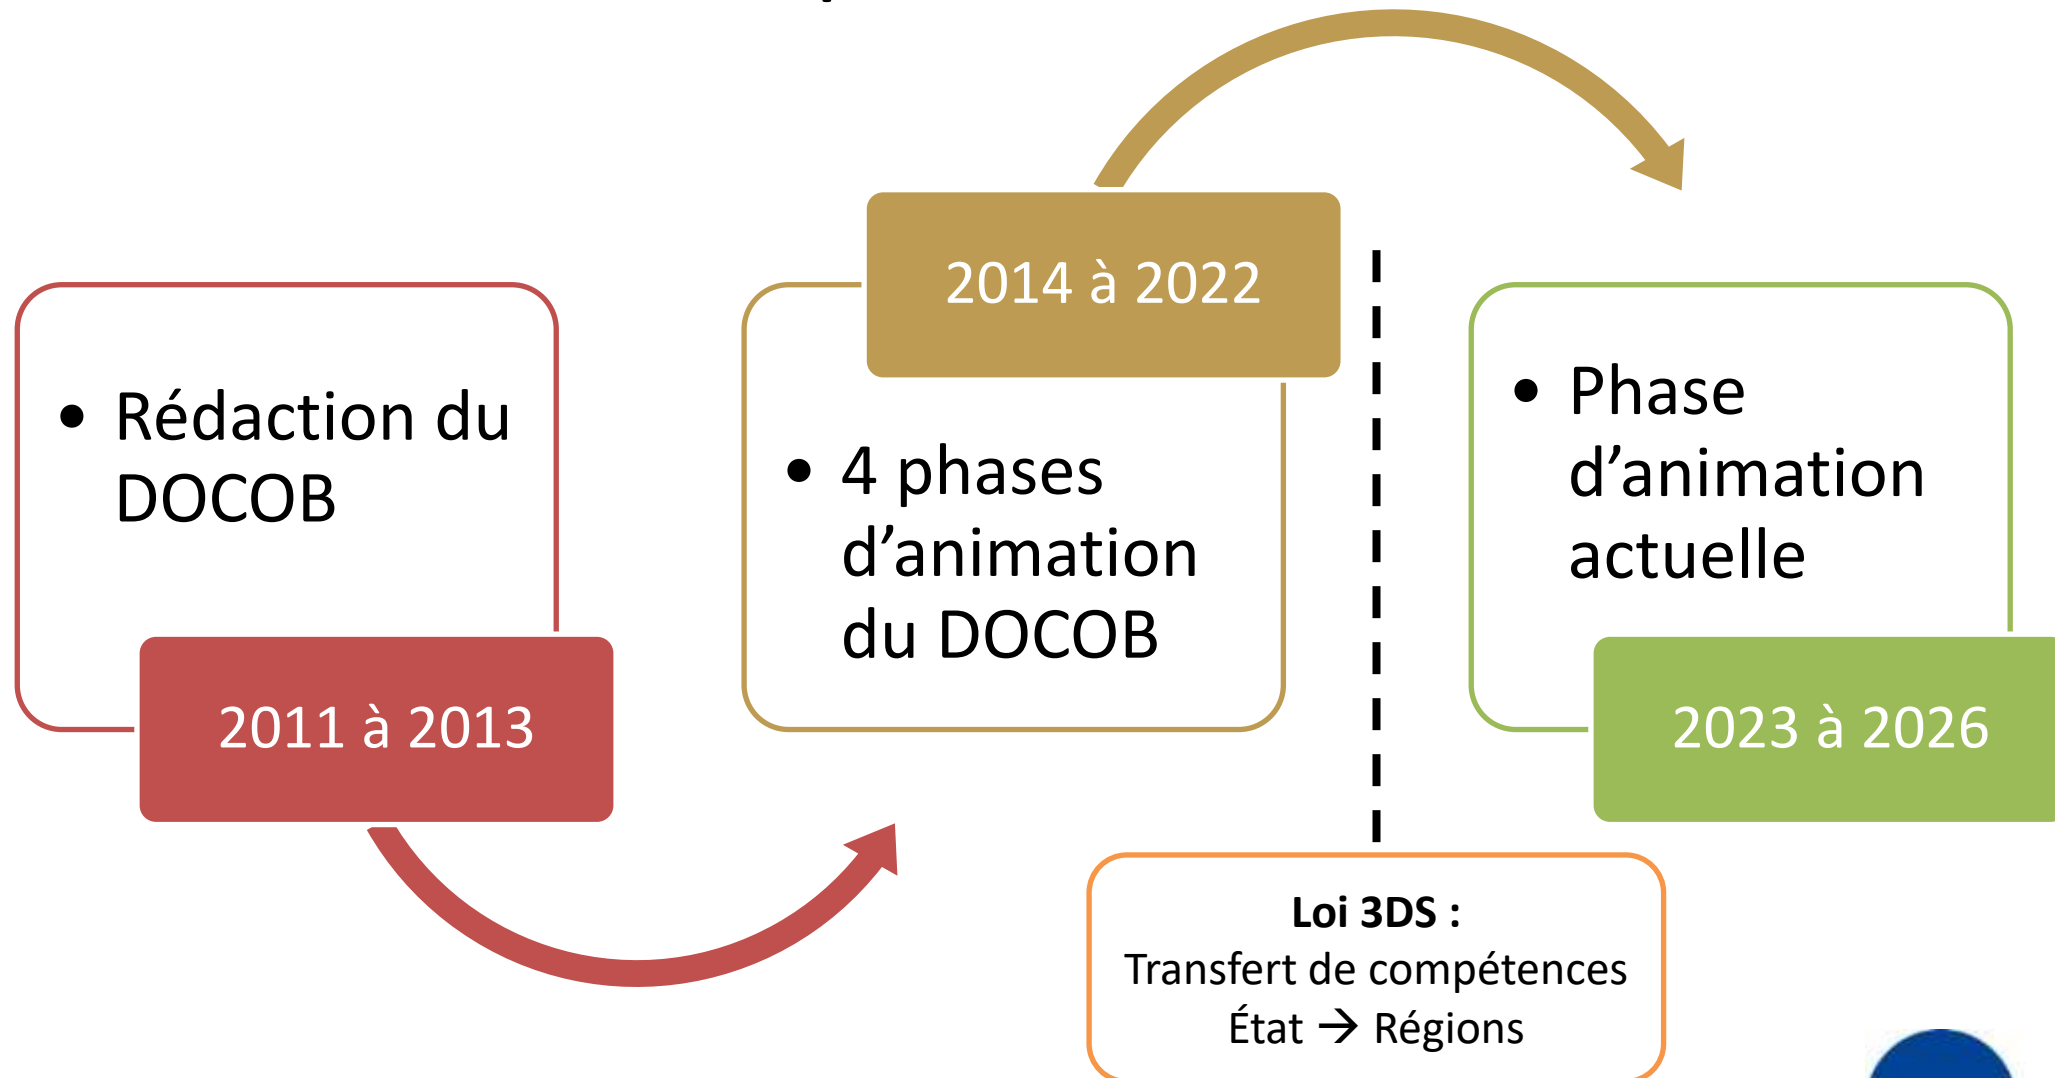 • Rédaction du
DOCOB
2011 à 2013
2014 à 2022
• 4 phases
d’animation
du DOCOB
• Phase
d’animation
actuelle
2023 à 2026
Loi 3DS :
Transfert de compétences
État → Régions